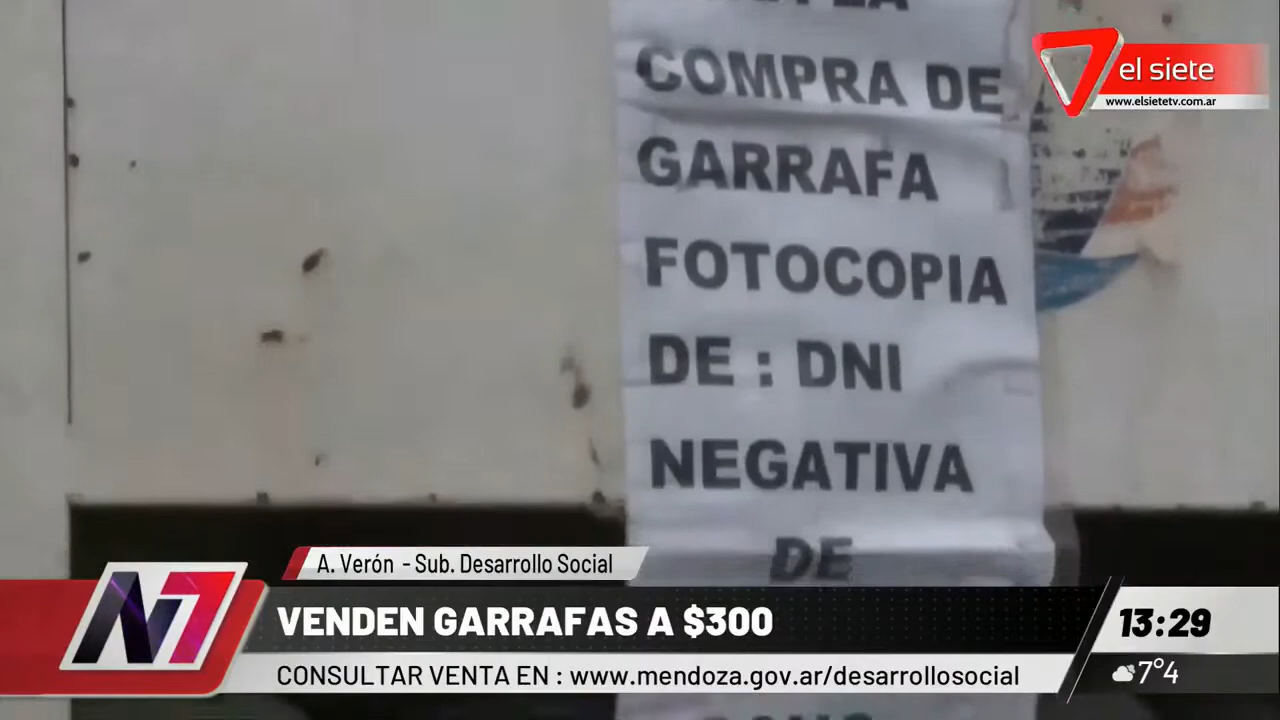 COMPRA DE
GARRAFA
FOTOCOPIA
DE : DNI
NEGATIVA
DE
el siete
www.elsietetv.com.ar
A. Verón - Sub. Desarrollo Social
N7
VENDEN GARRAFAS A $300
CONSULTAR VENTA EN : www.mendoza.gov.ar/desarrollosocial
13:29
7°4